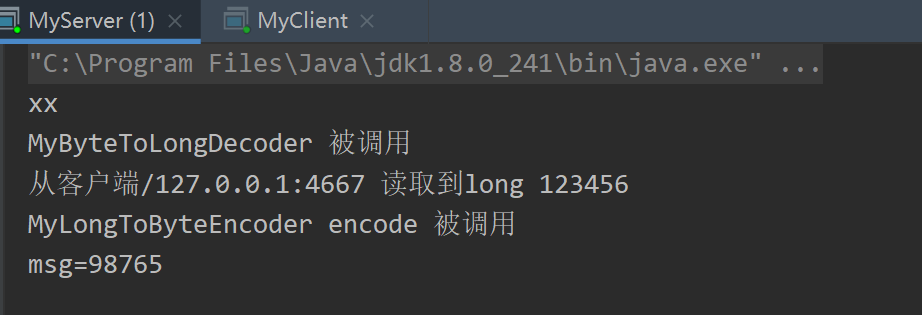 MyServer (1) × MyClient ×
"C:\Program Files\Java\jdk1.8.0_241\bin\java.exe" ...
xx
MyByteToLongDecoder 被调用
从客户端/127.0.0.1:4667 读取到long 123456
MyLongToByteEncoder encode 被调用
msg=98765